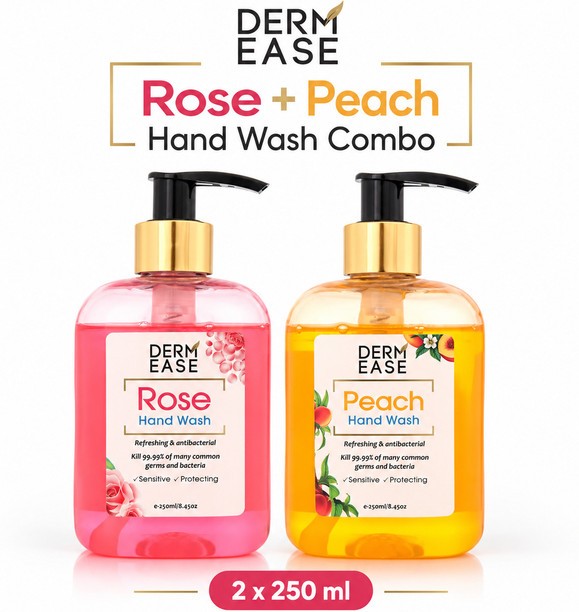 DERM
EASE
Rose + Peach
Hand Wash Combo
DERM
EASE
Rose
Hand Wash
Refreshing & antibacterial
Kill 99.99% of many common
germs and bacteria
✓Sensitive ✓Protecting
e-250ml/8.45oz
DERM
EASE
Peach
Hand Wash
Refreshing & antibacterial
Kill 99.99% of many common
germs and bacteria
✓Sensitive ✓Protecting
e-250ml/8.45oz
2 x 250 ml